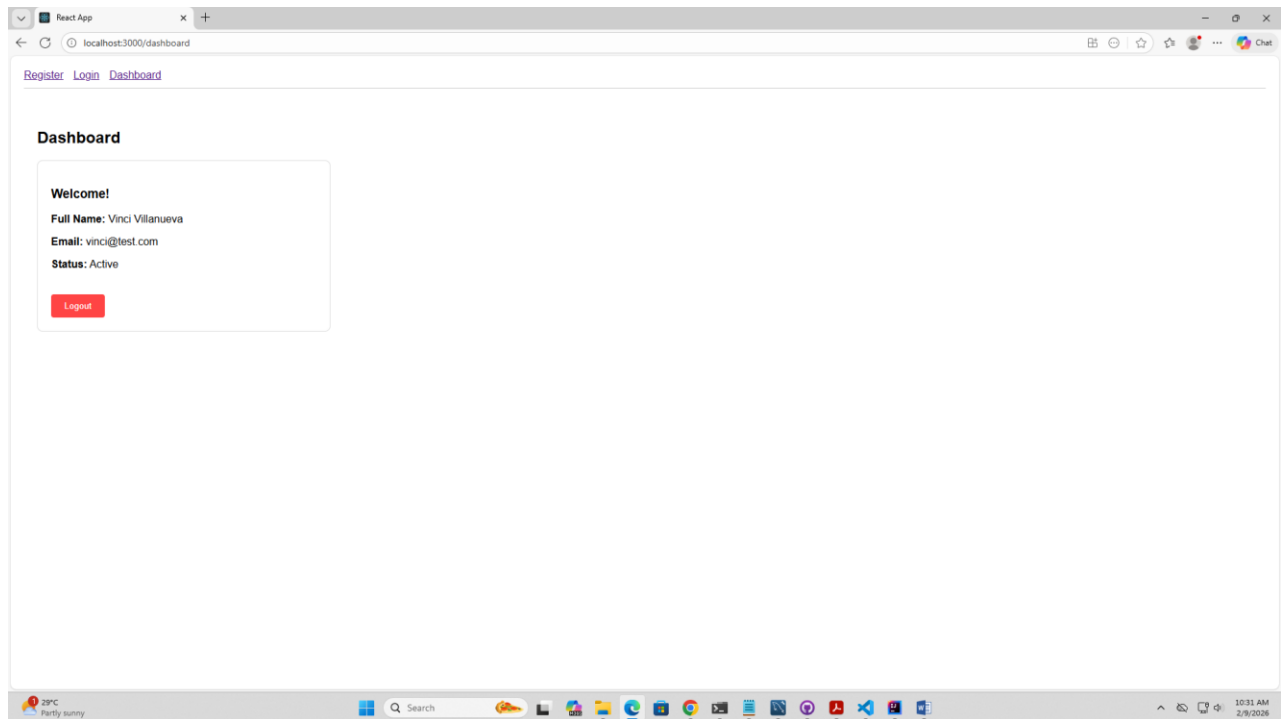 React App
localhost:3000/dashboard
Chat
Register Login Dashboard
Dashboard
Welcome!
Full Name: Vinci Villanueva
Email: vinci@test.com
Status: Active
Logout
1
29°C
Partly sunny
Search
10:31 AM
2/9/2026